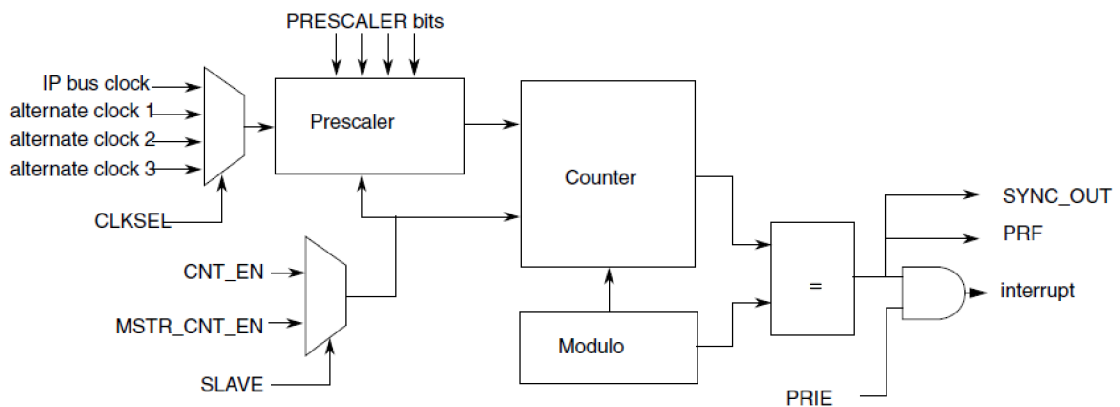 PRESCALER bits
IP bus clock
alternate clock 1
alternate clock 2
alternate clock 3
CLKSEL
Prescaler
Counter
CNT_EN
MSTR_CNT_EN
SLAVE
Modulo
=
SYNC_OUT
PRF
interrupt
PRIE